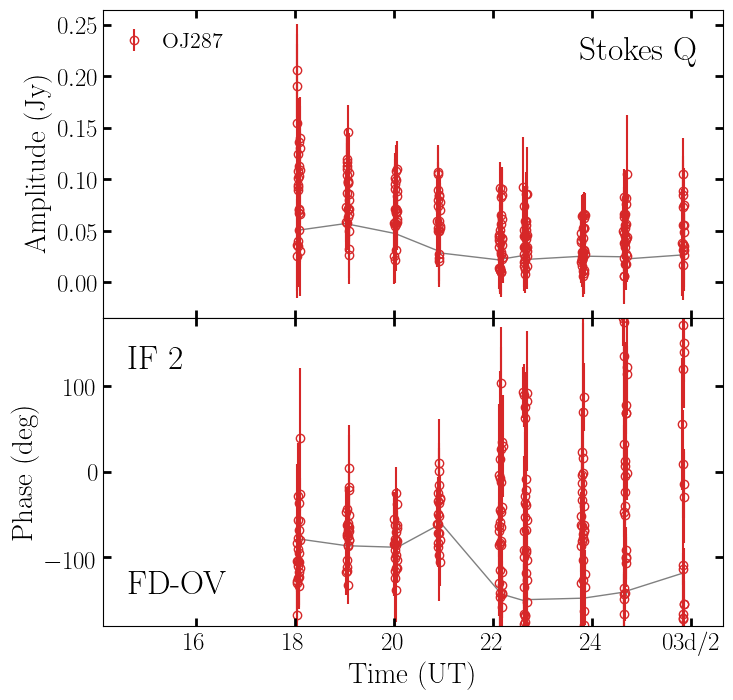 0.25
0.20
0.15
0.10
0.05
0.00
Amplitude (Jy)
OJ287
Stokes Q
IF 2
FD-OV
100
0
−100
Phase (deg)
16 18 20 22 24 03d/2
Time (UT)